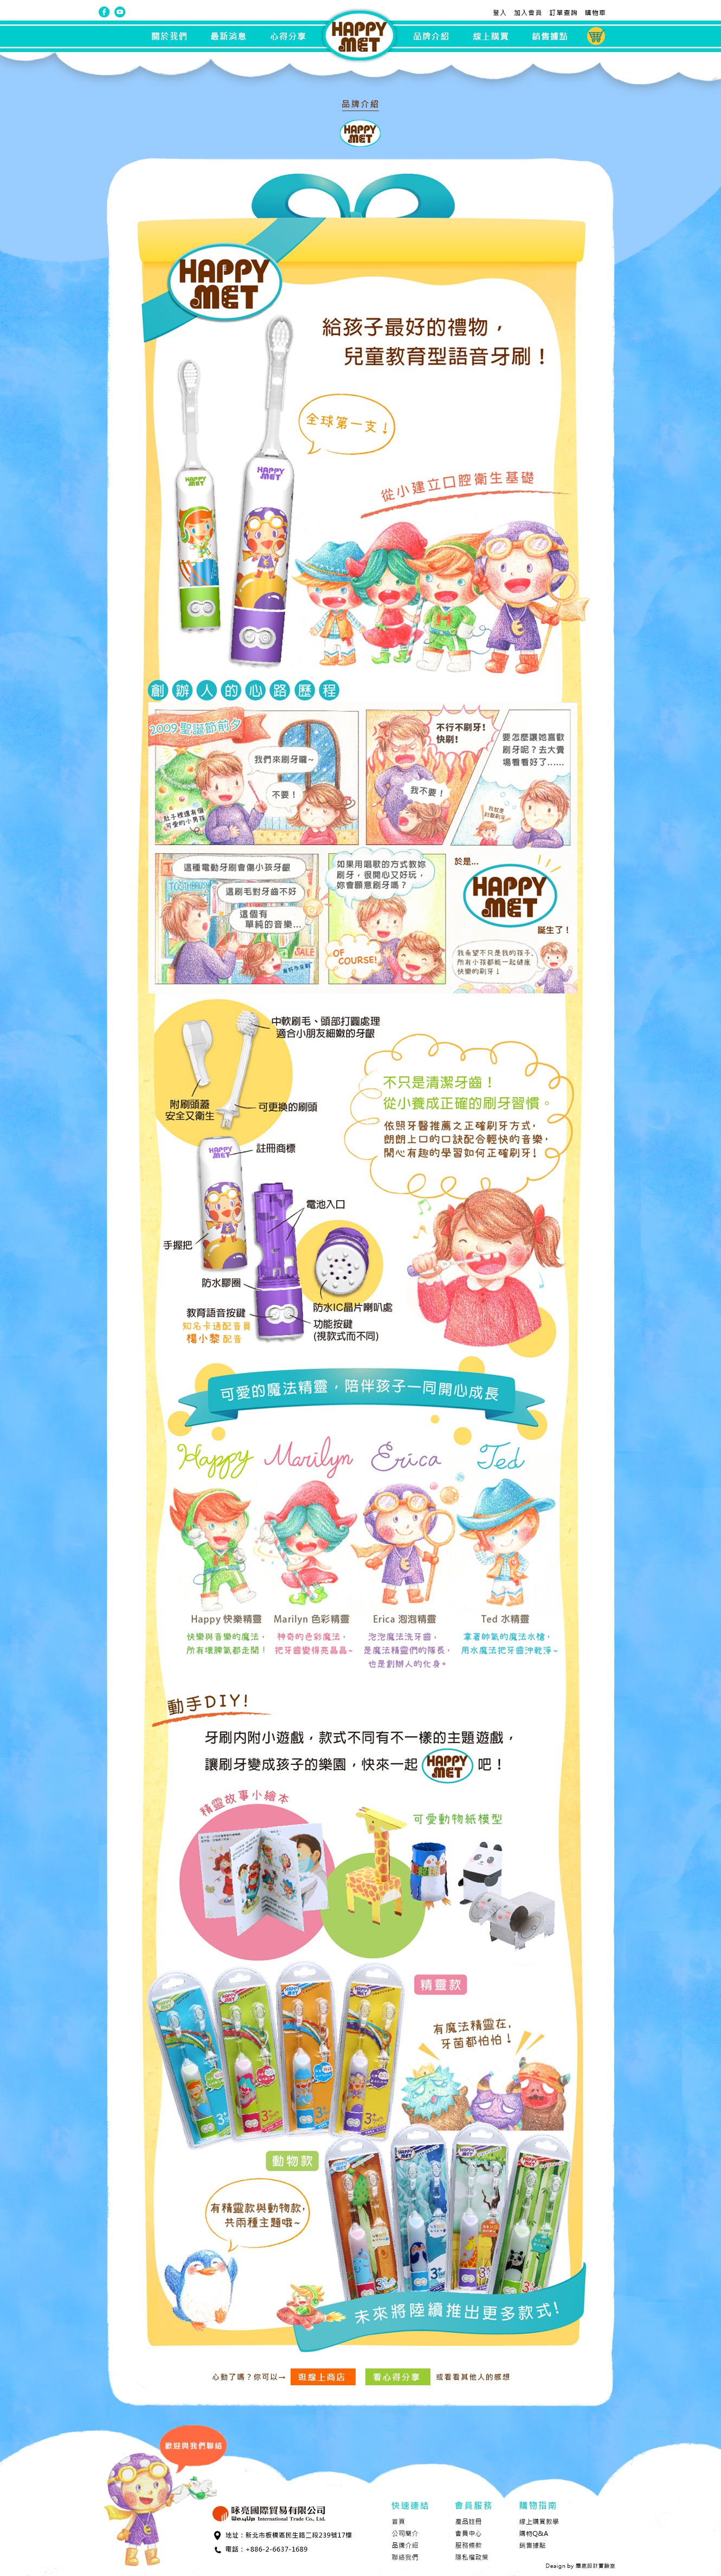 登入 加入會員 訂單查詢 購物車
關於我們 最新消息 心得分享 HAPPY MET 品牌介紹 線上購買 銷售據點
品牌介紹
HAPPY MET
HAPPY MET
給孩子最好的禮物，
兒童教育型語音牙刷！
全球第一支！
從小建立口腔衛生基礎
HAPPY MET
HAPPY MET
創辦人的心路歷程
2009 聖誕節前夕
我們來刷牙囉~
不要！
肚子裡還有個
可愛的小男孩
不行不刷牙!
快刷!
我不要！
要怎麼讓她喜歡
刷牙呢？去大賣
場看看好了......
這種電動牙刷會傷小孩牙齦
這刷毛對牙齒不好
這個有
單純的音樂...
TOOTHBRUSH
SALE
如果用唱歌的方式教妳
刷牙，很開心又好玩，
妳會願意刷牙嗎？
OF
COURSE!
於是...
HAPPY MET
誕生了！
我希望不只是我的孩子,
所有小孩都能一起健康
快樂的刷牙！
中軟刷毛、頭部打圓處理
適合小朋友細嫩的牙齦
附刷頭蓋
安全又衛生
可更換的刷頭
註冊商標
HAPPY MET
電池入口
手握把
防水膠圈
防水IC晶片喇叭處
教育語音按鍵
知名卡通配音員
楊小黎 配音
功能按鍵
(視款式而不同)
不只是清潔牙齒！
從小養成正確的刷牙習慣。
依照牙醫推薦之正確刷牙方式，
朗朗上口的口訣配合輕快的音樂，
開心有趣的學習如何正確刷牙!
可愛的魔法精靈，陪伴孩子一同開心成長
Happy Marilyn Erica Ted
Happy 快樂精靈 Marilyn 色彩精靈 Erica 泡泡精靈 Ted 水精靈
快樂與音樂的魔法，
所有壞脾氣都走開！
神奇的色彩魔法，
把牙齒變得亮晶晶~
泡泡魔法洗牙齒，
是魔法精靈們的隊長，
也是創辦人的化身。
拿著帥氣的魔法水槍，
用水魔法把牙齒沖乾淨~
動手DIY!
牙刷内附小遊戲，款式不同有不一樣的主題遊戲，
讓刷牙變成孩子的樂園，快來一起 HAPPY MET 吧！
精靈故事小繪本
可愛動物紙模型
精靈款
有魔法精靈在，
牙菌都怕怕！
動物款
有精靈款與動物款，
共兩種主題哦~
未來將陸續推出更多款式!
心動了嗎？你可以→ 逛線上商店 看心得分享 或看看其他人的感想
歡迎與我們聯絡
咏亮國際貿易有限公司
International Trade Co., Ltd.
地址：新北市板橋區民生路二段239號17樓
電話：+886-2-6637-1689
快速連結
首頁
公司簡介
品牌介紹
聯絡我們
會員服務
產品註冊
會員中心
服務條款
隱私權政策
購物指南
線上購買教學
購物Q&A
銷售據點